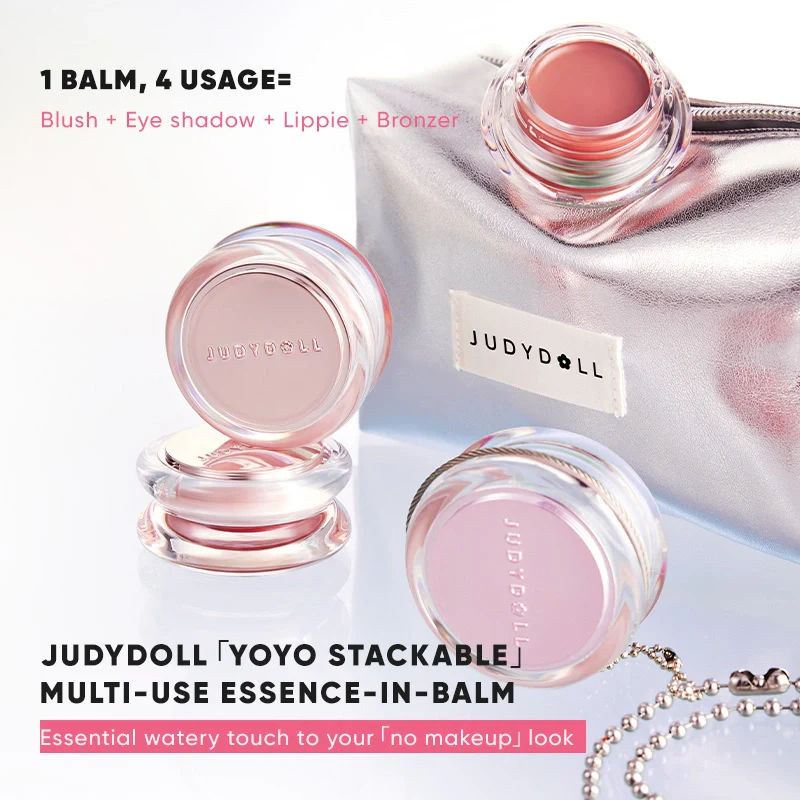 1 BALM, 4 USAGE=
Blush + Eye shadow + Lippie + Bronzer
JUDYDOLL
JUDYDOLL
JUDYDOLL
JUDYDOLL「YOYO STACKABLE」
MULTI-USE ESSENCE-IN-BALM
Essential watery touch to your「no makeup」look